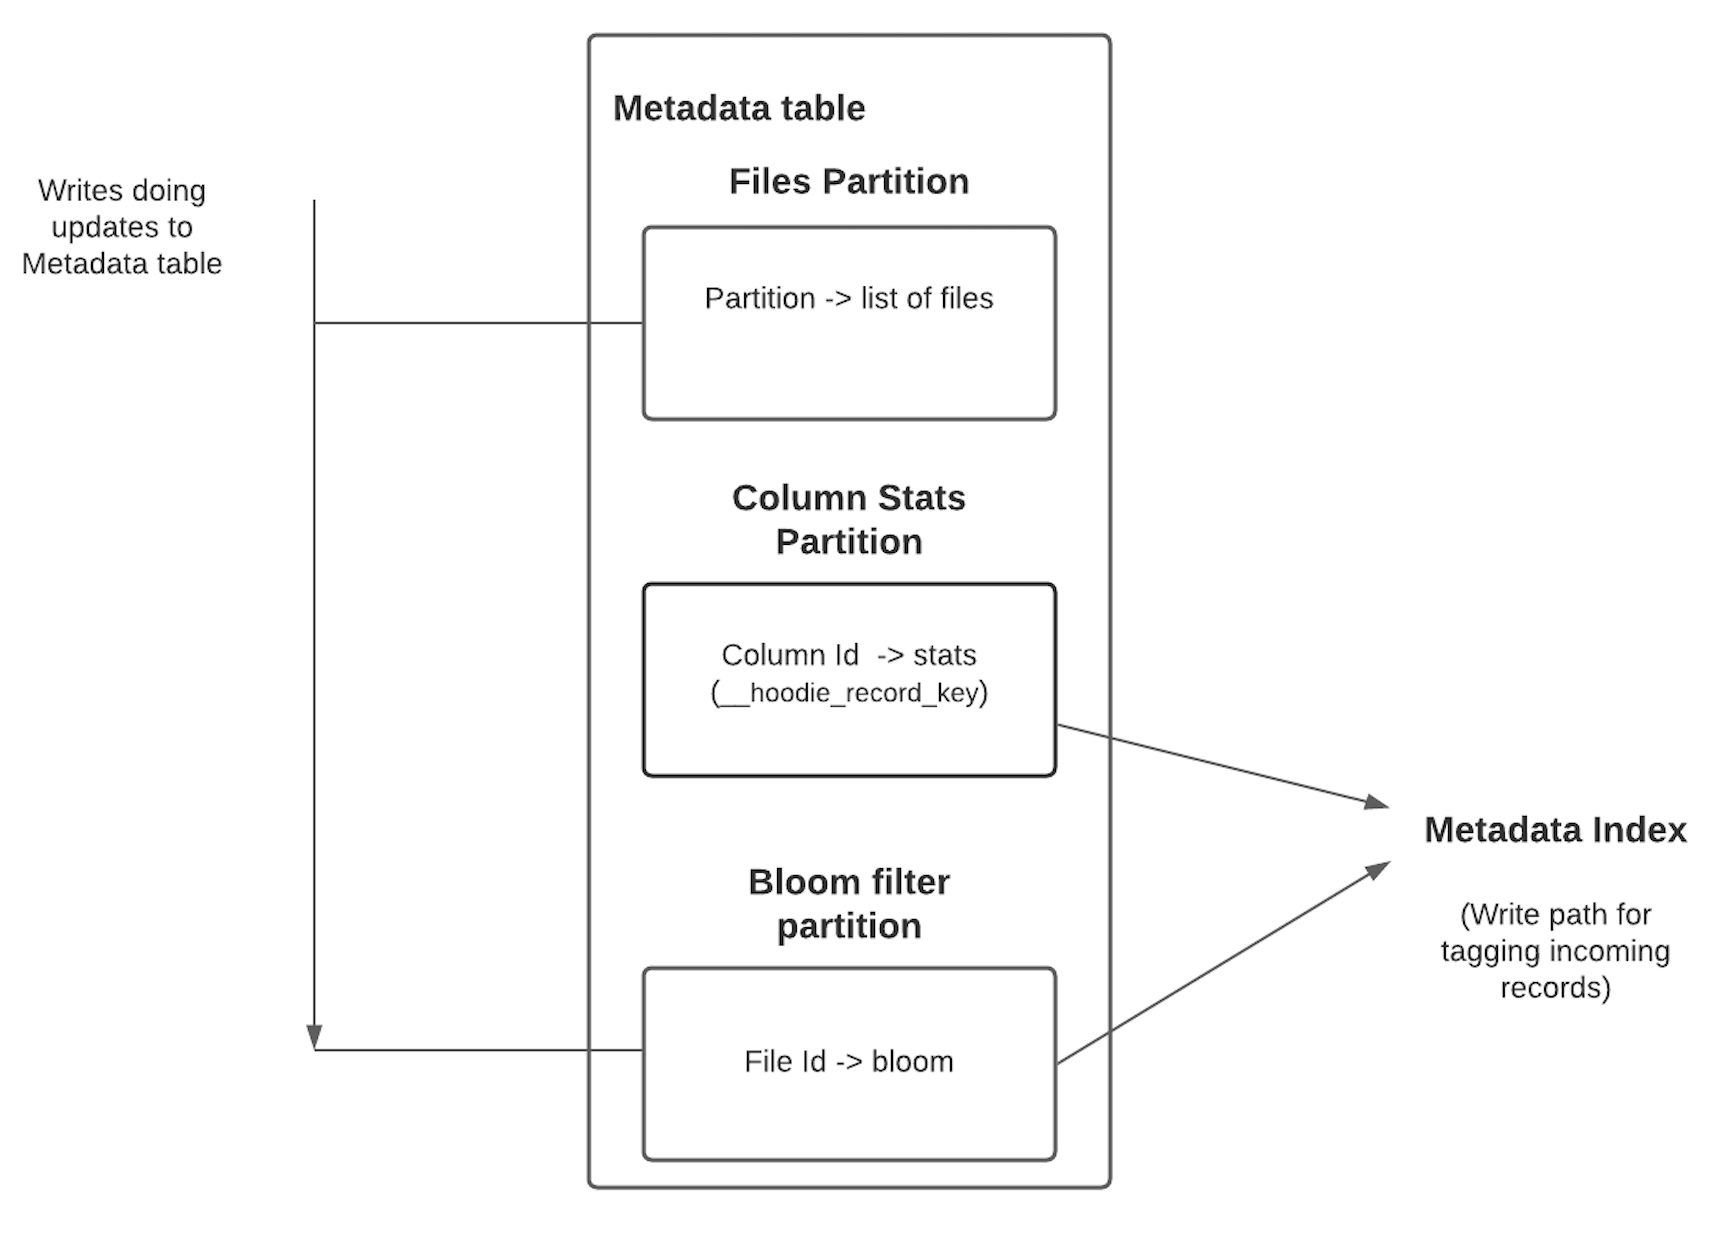 Metadata table
Files Partition
Writes doing
updates to
Metadata table
Partition -> list of files
Column Stats
Partition
Column Id  -> stats
(__hoodie_record_key)
Metadata Index
(Write path for
tagging incoming
records)
Bloom filter
partition
File Id -> bloom